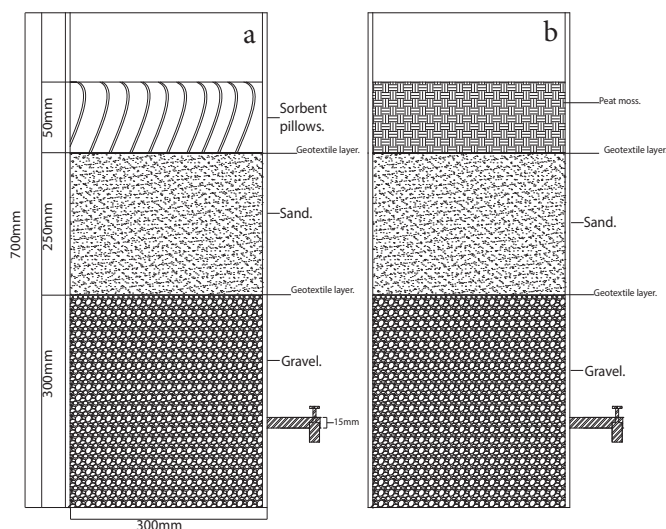 a
b
50mm
Sorbent
pillows.
Peat moss.
Geotextile layer.
Geotextile layer.
700mm
250mm
Sand.
Sand.
Geotextile layer.
Geotextile layer.
300mm
Gravel.
Gravel.
15mm
300mm